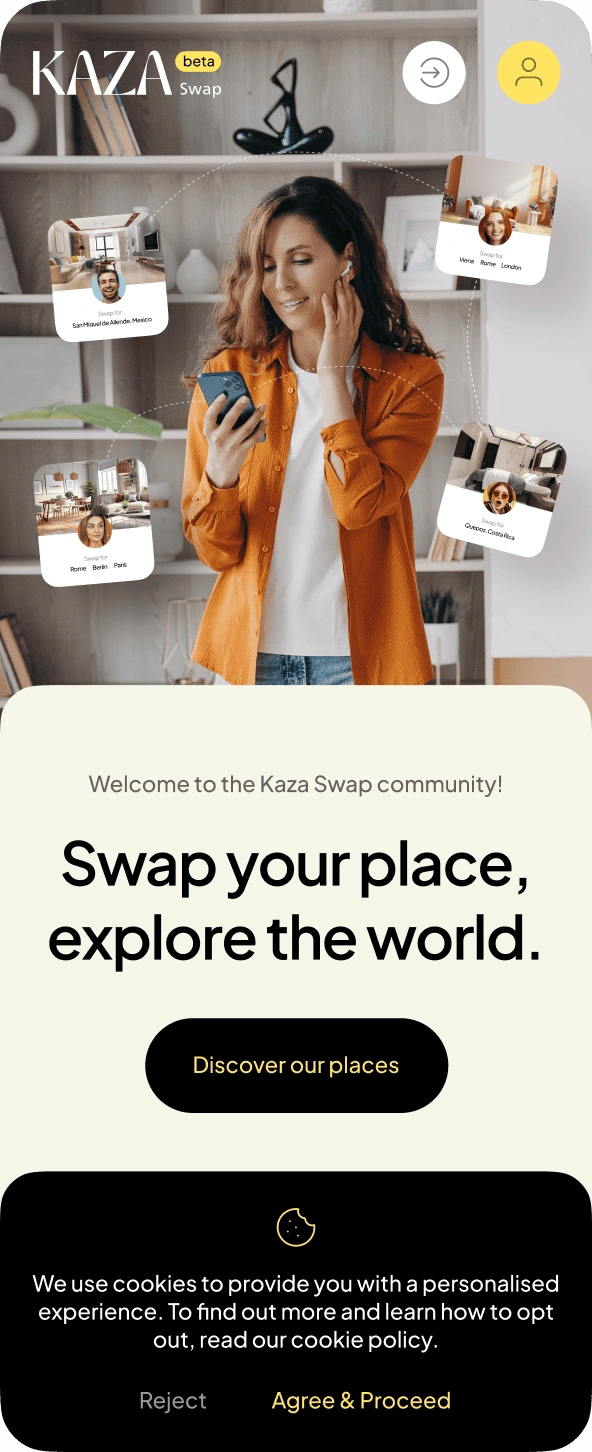 KAZA
beta
Swap
Swap for
San Miquel de Allende, Mexico
Swap for
Viena Rome London
Swap for
Rome Berlin Paris
Swap for
Quepos, Costa Rica
Welcome to the Kaza Swap community!
Swap your place,
explore the world.
Discover our places
We use cookies to provide you with a personalised
experience. To find out more and learn how to opt
out, read our cookie policy.
Reject
Agree & Proceed